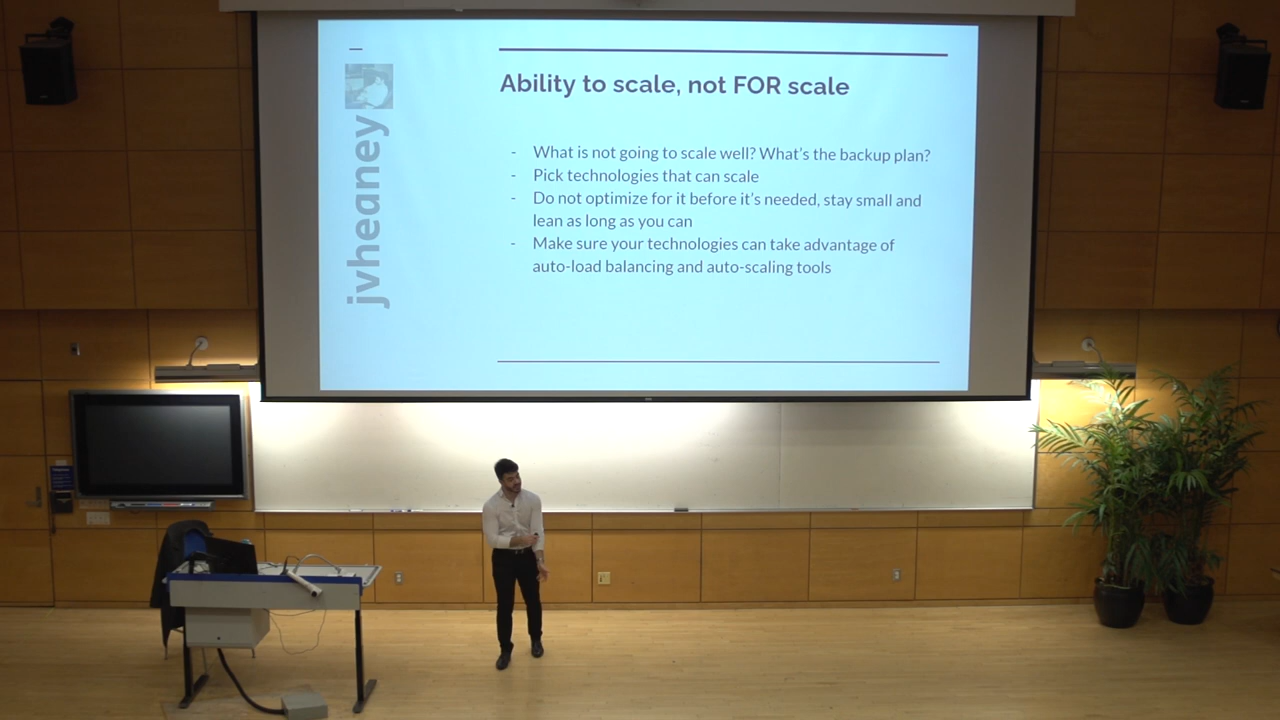 jvheaney
Ability to scale, not FOR scale
- What is not going to scale well? What's the backup plan?
- Pick technologies that can scale
- Do not optimize for it before it's needed, stay small and
lean as long as you can
- Make sure your technologies can take advantage of
auto-load balancing and auto-scaling tools